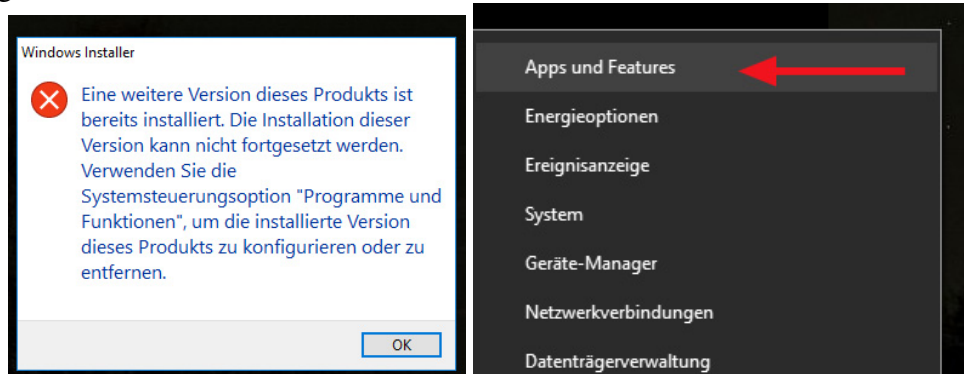 Windows Installer
Eine weitere Version dieses Produkts ist
bereits installiert. Die Installation dieser
Version kann nicht fortgesetzt werden.
Verwenden Sie die
Systemsteuerungsoption "Programme und
Funktionen", um die installierte Version
dieses Produkts zu konfigurieren oder zu
entfernen.
OK
Apps und Features
Energieoptionen
Ereignisanzeige
System
Geräte-Manager
Netzwerkverbindungen
Datenträgerverwaltung